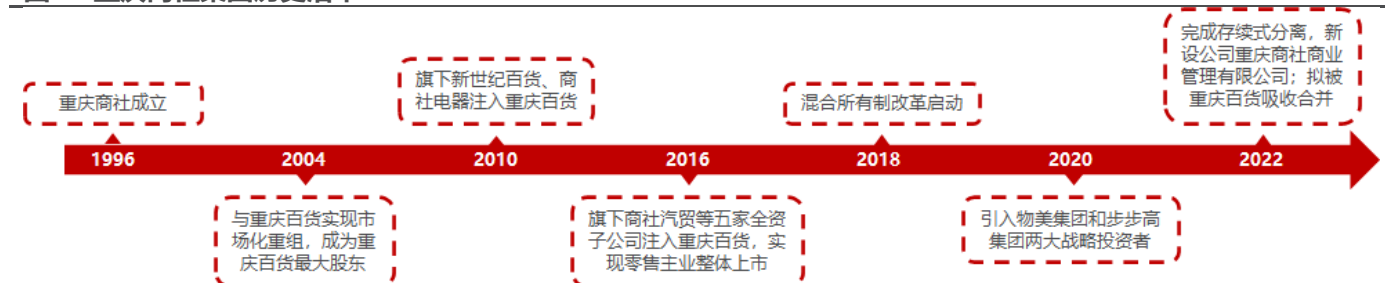 重庆商社成立
旗下新世纪百货、商
社电器注入重庆百货
混合所有制改革启动
完成存续式分离，新
设公司重庆商社商业
管理有限公司；拟被
重庆百货吸收合并
1996
2004
2010
2016
2018
2020
2022
与重庆百货实现市
场化重组，成为重
庆百货最大股东
旗下商社汽贸等五家全资
子公司注入重庆百货，实
现零售主业整体上市
引入物美集团和步步高
集团两大战略投资者